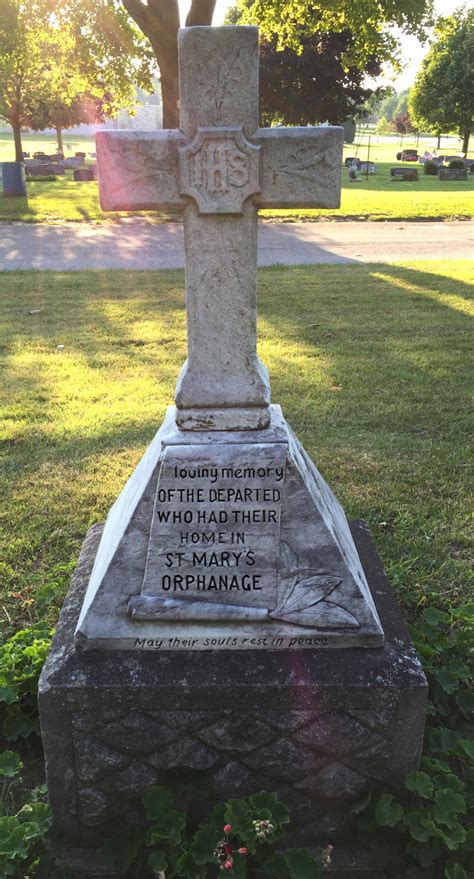 IHS
loving memory
OF THE DEPARTED
WHO HAD THEIR
HOME IN
ST MARY'S
ORPHANAGE
May their souls rest in peace